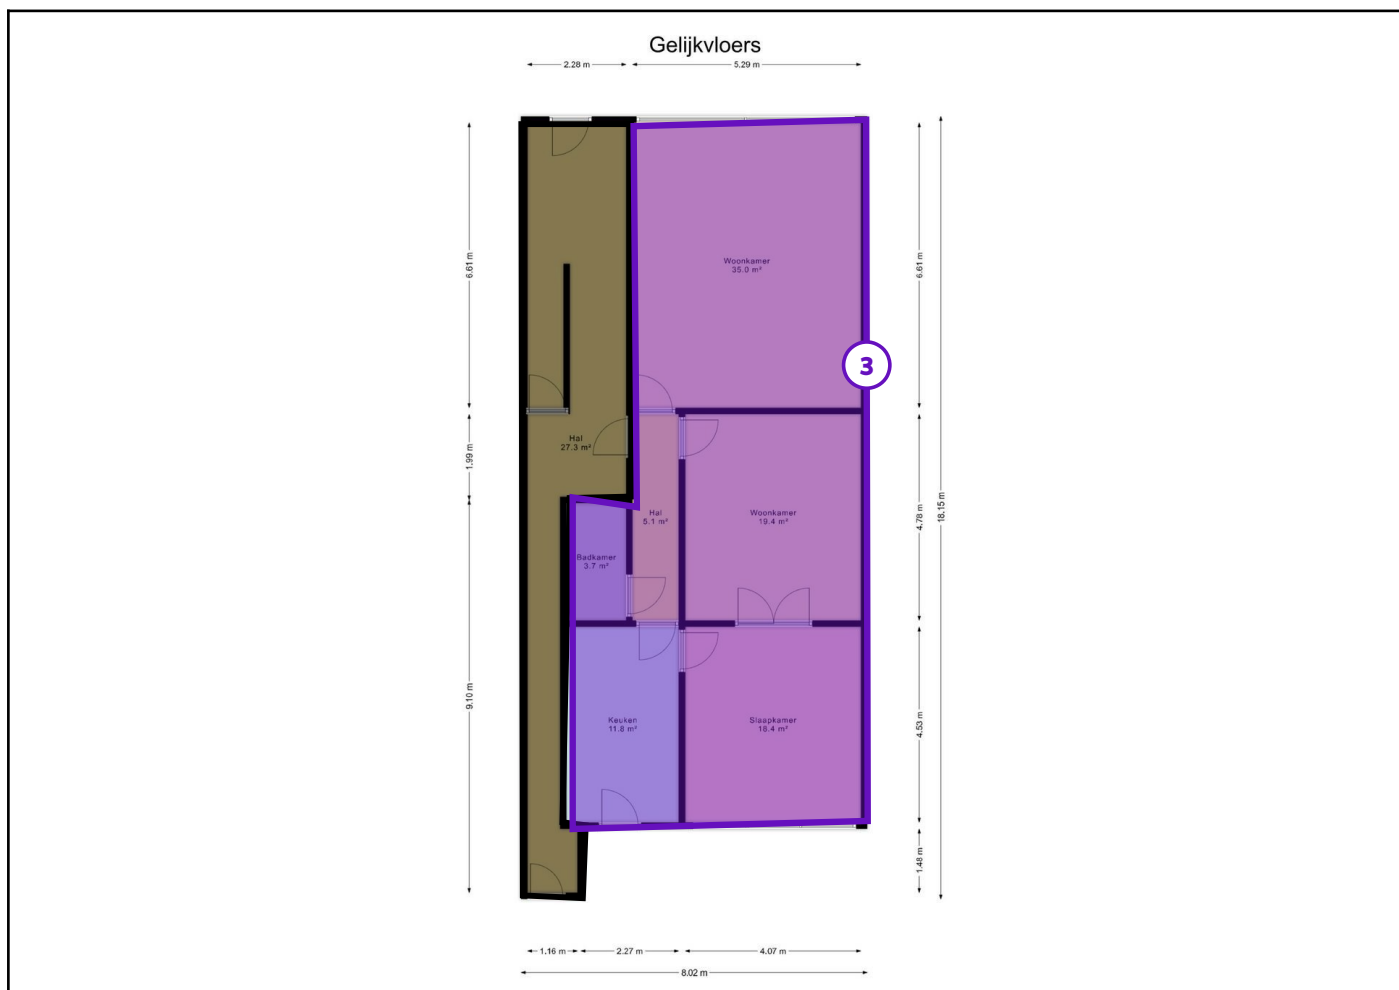 Gelijkvloers
2.28 m
5.29 m
6.61 m
1.99 m
9.10 m
6.61 m
4.78 m
4.53 m
1.48 m
18.15 m
Woonkamer
35.0 m²
3
Hal
27.3 m²
Hal
5.1 m²
Woonkamer
19.4 m²
Badkamer
3.7 m²
Keuken
11.8 m²
Slaapkamer
18.4 m²
1.16 m
2.27 m
4.07 m
8.02 m